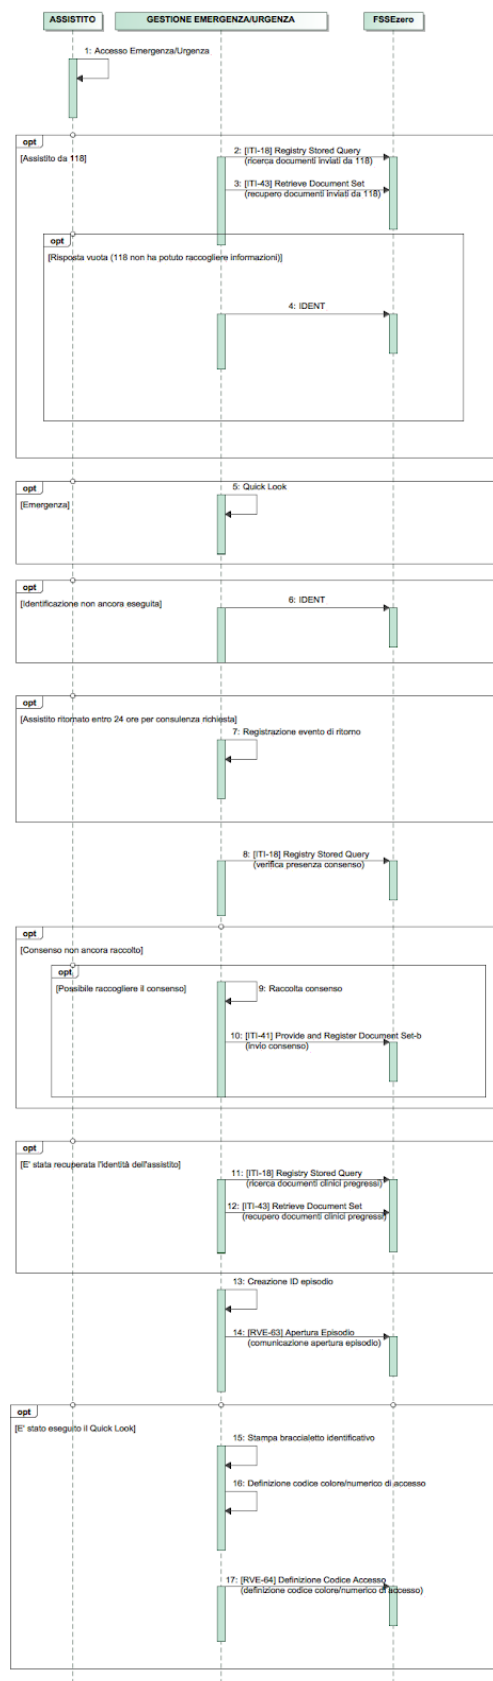 ASSISTITO
GESTIONE EMERGENZA/URGENZA
FSSEzero
1: Accesso Emergenza/Urgenza
opt
[Assistito da 118]
2: [ITI-18] Registry Stored Query
(ricerca documenti inviati da 118)
3: [ITI-43] Retrieve Document Set
(recupero documenti inviati da 118)
opt
[Risposta vuota (118 non ha potuto raccogliere informazioni)]
4: IDENT
opt
[Emergenza]
5: Quick Look
opt
[Identificazione non ancora eseguita]
6: IDENT
opt
[Assistito ritornato entro 24 ore per consulenza richiesta]
7: Registrazione evento di ritorno
8: [ITI-18] Registry Stored Query
(verifica presenza consenso)
opt
[Consenso non ancora raccolto]
opt
[Possibile raccogliere il consenso]
9: Raccolta consenso
10: [ITI-41] Provide and Register Document Set-b
(invio consenso)
opt
[E' stata recuperata l'identità dell'assistito]
11: [ITI-18] Registry Stored Query
(ricerca documenti clinici pregressi)
12: [ITI-43] Retrieve Document Set
(recupero documenti clinici pregressi)
13: Creazione ID episodio
14: [RVE-63] Apertura Episodio
(comunicazione apertura episodio)
opt
[E' stato eseguito il Quick Look]
15: Stampa braccialetto identificativo
16: Definizione codice colore/numerico di accesso
17: [RVE-64] Definizione Codice Accesso
(definizione codice colore/numerico di accesso)